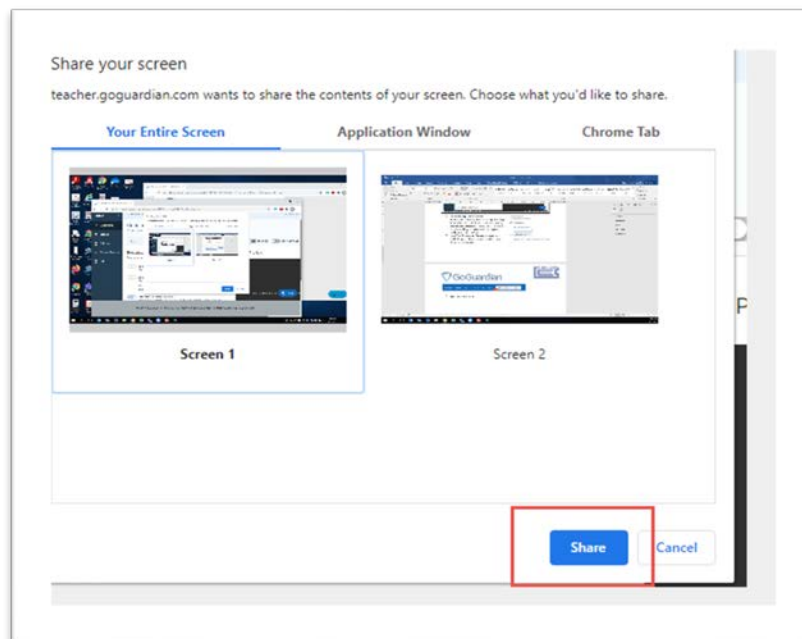 Share your screen
teacher.goguardian.com wants to share the contents of your screen. Choose what you'd like to share.
Your Entire Screen Application Window Chrome Tab
GoGuardian
Screen 1 Screen 2
Share Cancel